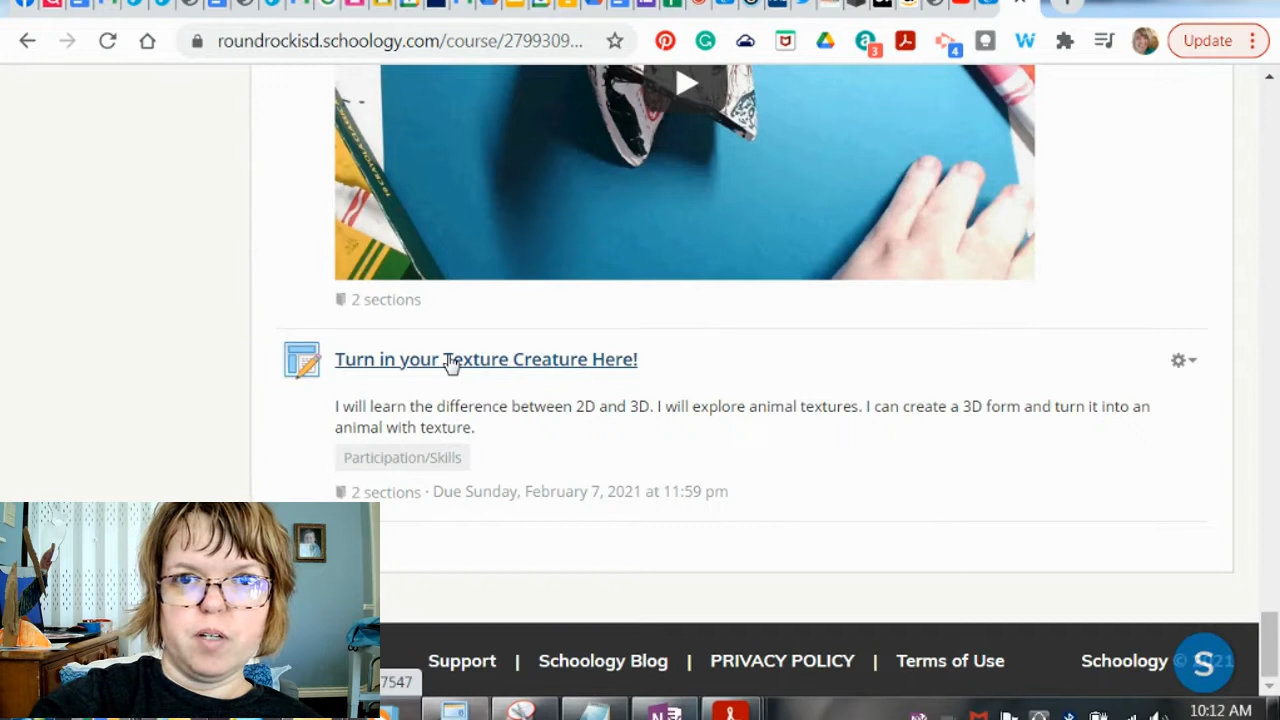 roundrockisd.schoology.com/course/2799309...
3
4
W
Update
2 sections
Turn in your Texture Creature Here!
I will learn the difference between 2D and 3D. I will explore animal textures. I can create a 3D form and turn it into an
animal with texture.
Participation/Skills
2 sections · Due Sunday, February 7, 2021 at 11:59 pm
Support | Schoology Blog | PRIVACY POLICY | Terms of Use
Schoology © 2021
S
7547
N
10:12 AM